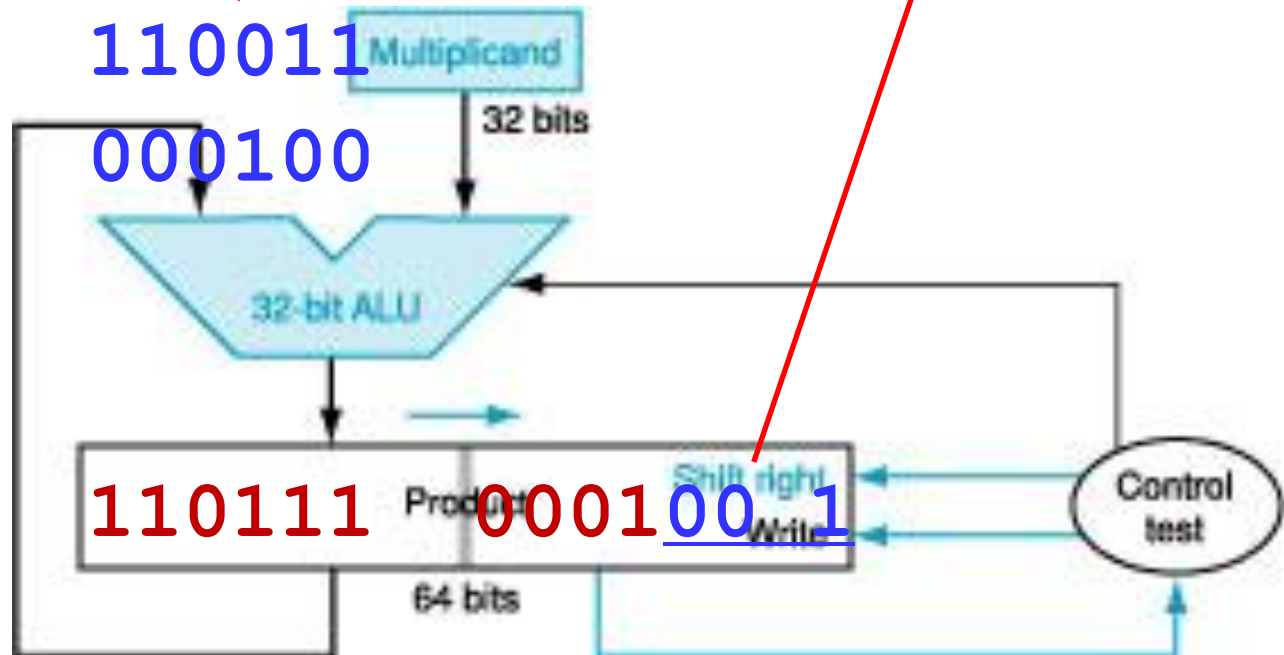 110011
Multiplicand
32 bits
000100
32-bit ALU
Shift right
110111
Product
000100 1
Write
Control
test
64 bits